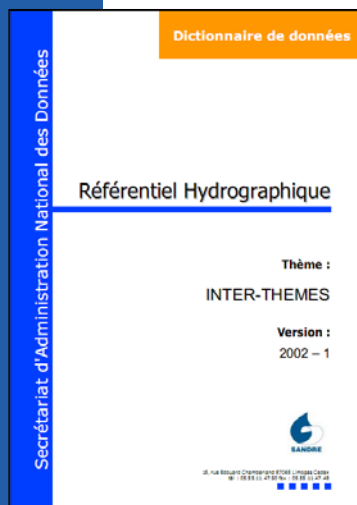 Dictionnaire de données
Secrétariat d'Administration National des Données
Référentiel Hydrographique
Thème :
INTER-THEMES
Version :
2002 – 1
SANDRE